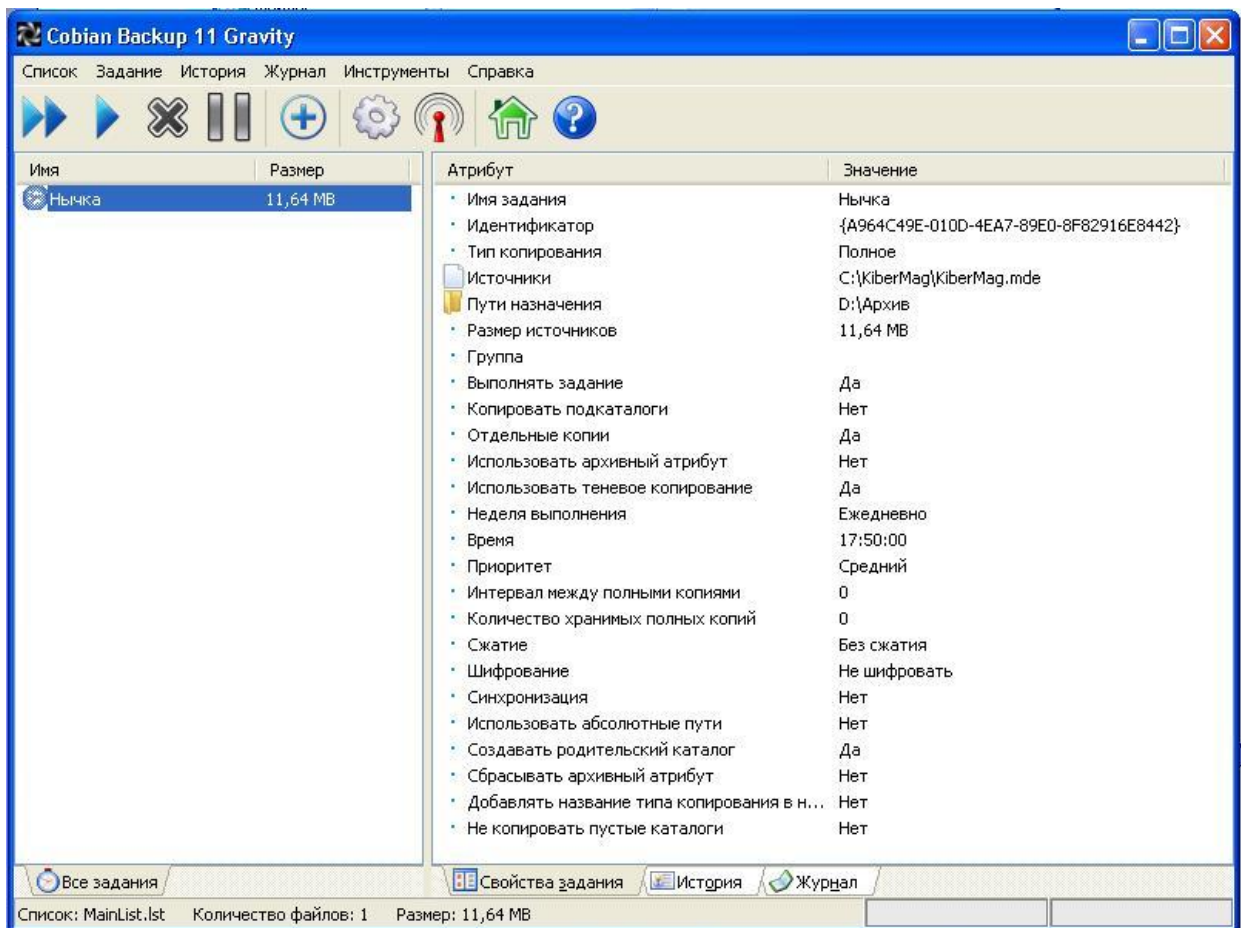 Cobian Backup 11 Gravity
Список Задание История Журнал Инструменты Справка
Имя Размер Атрибут Значение
Нычка 11,64 MB
Имя задания Нычка
Идентификатор {A964C49E-010D-4EA7-89E0-8F82916E8442}
Тип копирования Полное
Источники C:\KiberMag\KiberMag.mde
Пути назначения D:\Архив
Размер источников 11,64 MB
Группа
Выполнять задание Да
Копировать подкаталоги Нет
Отдельные копии Да
Использовать архивный атрибут Нет
Использовать теневое копирование Да
Неделя выполнения Ежедневно
Время 17:50:00
Приоритет Средний
Интервал между полными копиями 0
Количество хранимых полных копий 0
Сжатие Без сжатия
Шифрование Не шифровать
Синхронизация Нет
Использовать абсолютные пути Нет
Создавать родительский каталог Да
Сбрасывать архивный атрибут Нет
Добавлять название типа копирования в н... Нет
Не копировать пустые каталоги Нет
Все задания Свойства задания История Журнал
Список: MainList.lst Количество файлов: 1 Размер: 11,64 MB